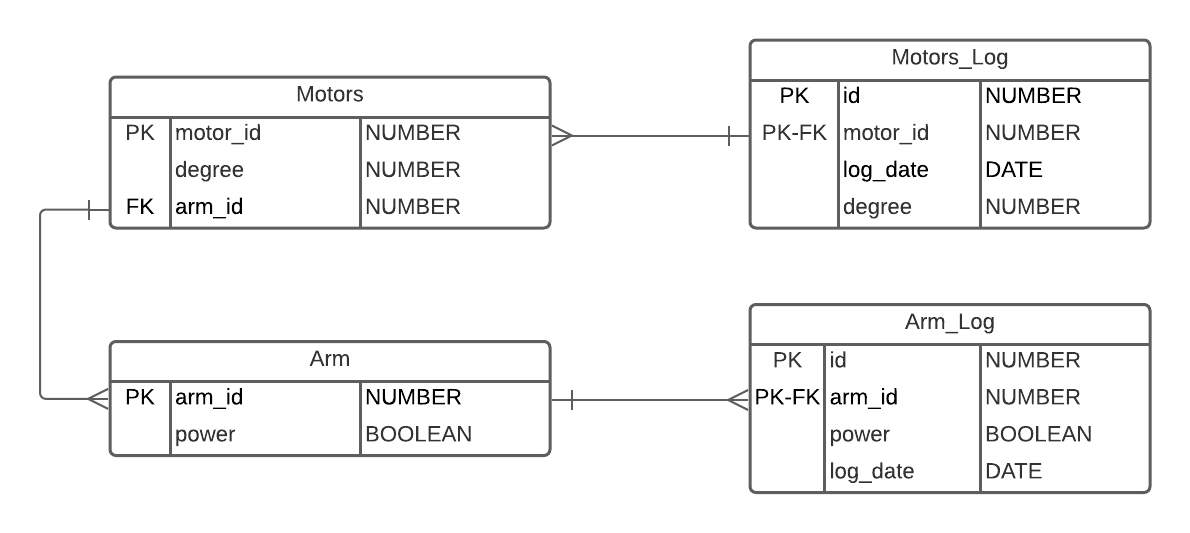 Motors
PK motor_id NUMBER
degree NUMBER
FK arm_id NUMBER
Motors_Log
PK id NUMBER
PK-FK motor_id NUMBER
log_date DATE
degree NUMBER
Arm
PK arm_id NUMBER
power BOOLEAN
Arm_Log
PK id NUMBER
PK-FK arm_id NUMBER
power BOOLEAN
log_date DATE